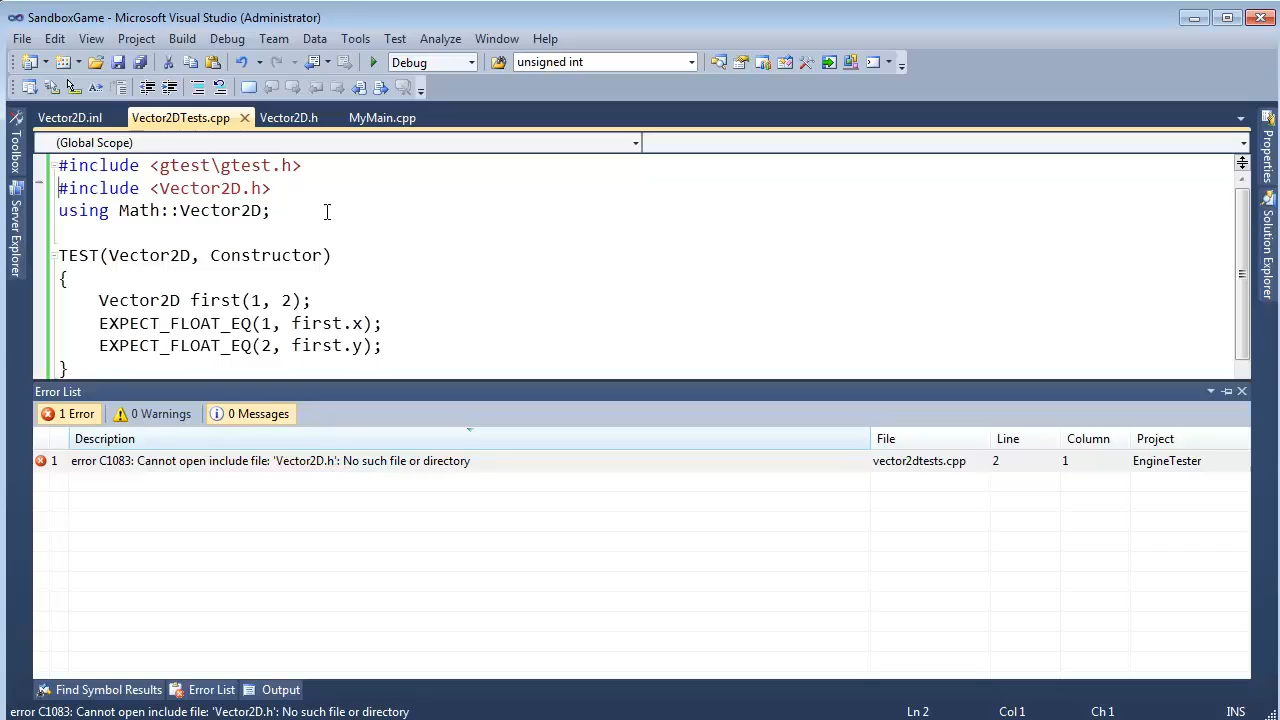 SandboxGame - Microsoft Visual Studio (Administrator)
File Edit View Project Build Debug Team Data Tools Test Analyze Window Help
Debug unsigned int
Vector2D.inl Vector2DTests.cpp Vector2D.h MyMain.cpp
(Global Scope)
Toolbox
Server Explorer
Properties
Solution Explorer
#include <gtest\gtest.h>
#include <Vector2D.h>
using Math::Vector2D;
TEST(Vector2D, Constructor)
{
Vector2D first(1, 2);
EXPECT_FLOAT_EQ(1, first.x);
EXPECT_FLOAT_EQ(2, first.y);
}
Error List
1 Error 0 Warnings 0 Messages
Description File Line Column Project
1 error C1083: Cannot open include file: 'Vector2D.h': No such file or directory vector2dtests.cpp 2 1 EngineTester
Find Symbol Results Error List Output
error C1083: Cannot open include file: 'Vector2D.h': No such file or directory Ln 2 Col 1 Ch 1 INS